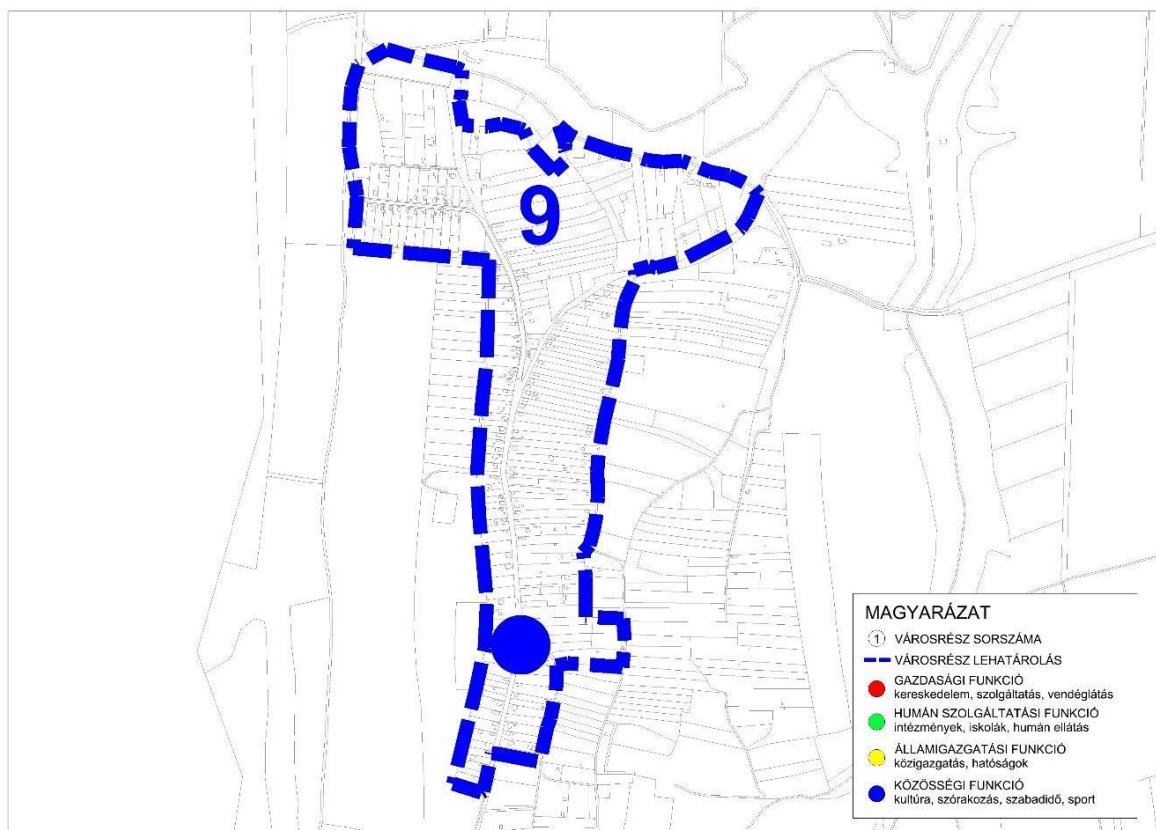 9
MAGYARÁZAT
1 VÁROSRÉSZ SORSZÁMA
VÁROSRÉSZ LEHATÁROLÁS
GAZDASÁGI FUNKCIÓ
kereskedelem, szolgáltatás, vendéglátás
HUMÁN SZOLGÁLTATÁSI FUNKCIÓ
intézmények, iskolák, humán ellátás
ÁLLAMIGAZGATÁSI FUNKCIÓ
közigazgatás, hatóságok
KÖZÖSSÉGI FUNKCIÓ
kultúra, szórakozás, szabadidő, sport